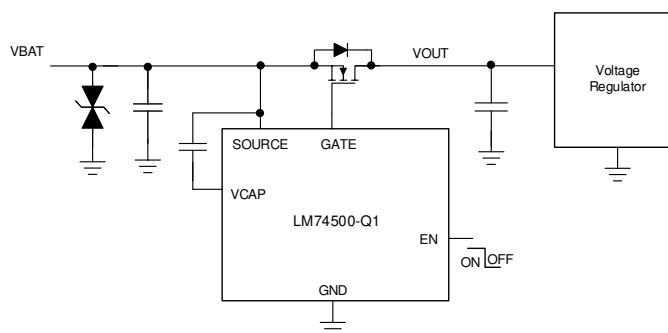 VBAT
VOUT
Voltage
Regulator
SOURCE
GATE
VCAP
LM74500-Q1
EN
ON
OFF
GND